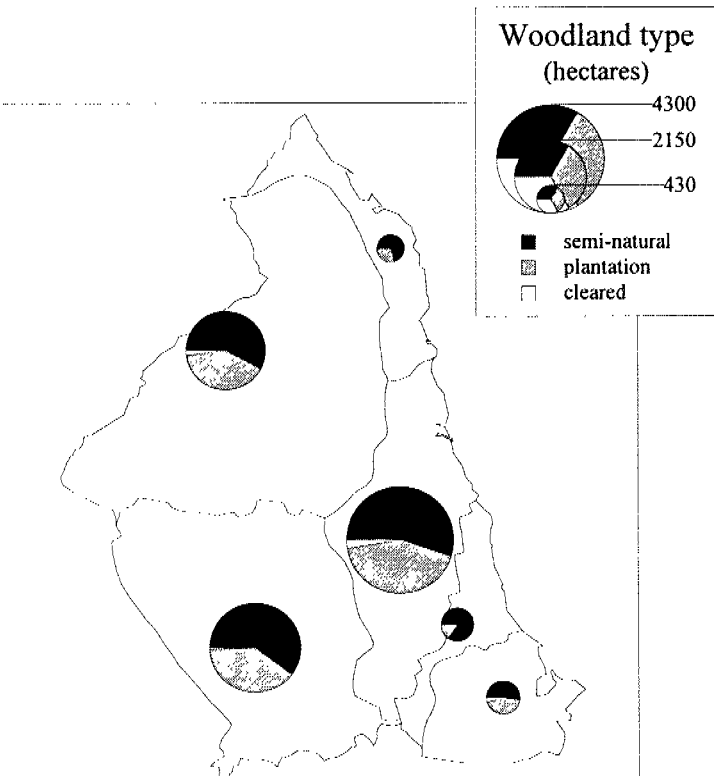 Woodland type
(hectares)
4300
2150
430
semi-natural
plantation
cleared